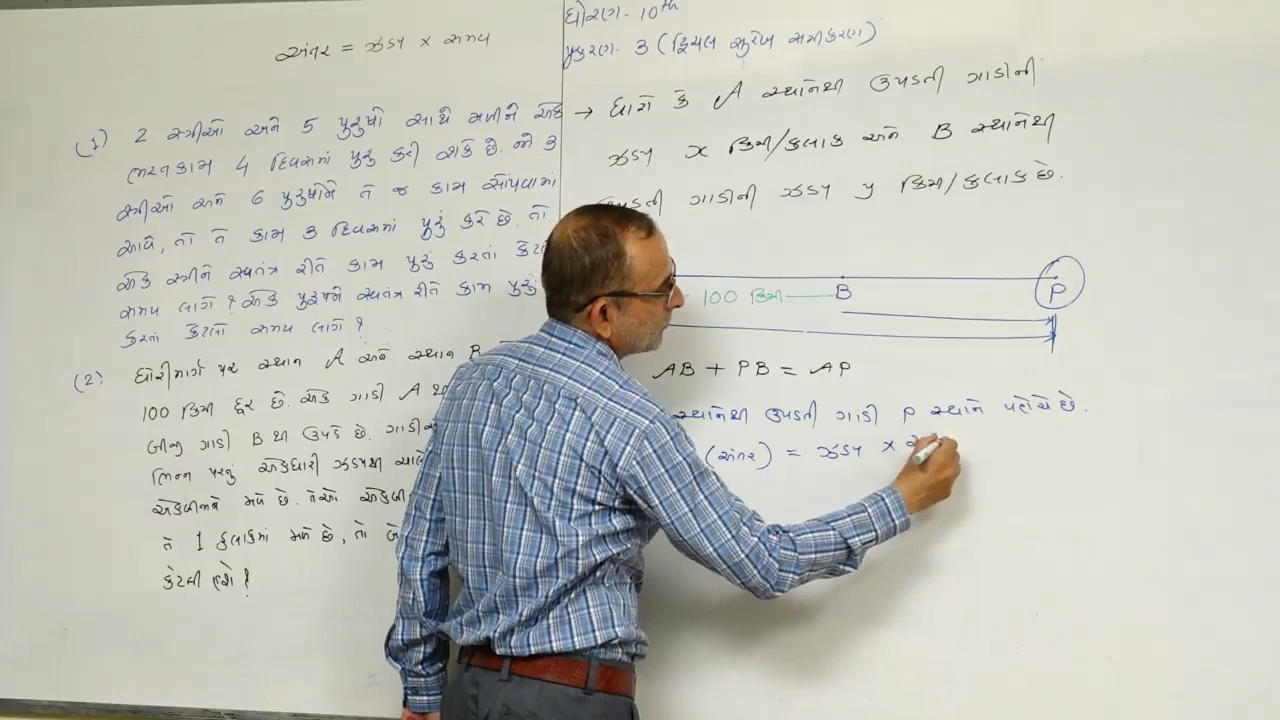 અંતર = ઝડપ × સમય
(1) 2 સ્ત્રીઓ અને 5 પુરુષો સાથે મળીને એક
ભરતકામ 4 દિવસમાં પુરું કરી શકે છે. જો 3
સ્ત્રીઓ અને 6 પુરુષોને તે જ કામ સોંપવામાં
આવે, તો તે કામ 3 દિવસમાં પુરું કરે છે. તો
એક સ્ત્રીને સ્વતંત્ર રીતે કામ પુરું કરતાં
સમય લાગે? એક પુરુષને સ્વતંત્ર રીતે કામ પુરું
કરતાં કેટલો સમય લાગે?
(2) ધોરીમાર્ગ પર સ્થાન A અને સ્થાન B
100 કિમી દૂર છે. એક ગાડી A
બીજી ગાડી B થી ઉપડે છે.
ભિન્ન પરંતુ એકધારી ઝડપથી
એકબીજાને મળે છે. તેઓ
તે 1 કલાકમાં મળે છે, તો
કેટલી હશે?
ધોરણ- 10th
પ્રકરણ- 3 (દ્વિચલ સુરેખ સમીકરણ)
→ ધારો કે A સ્થાનેથી ઉપડતી ગાડીની
ઝડપ x કિમી/કલાક અને B સ્થાનેથી
ઉપડતી ગાડીની ઝડપ y કિમી/કલાક છે.
100 કિમી B P
AB + PB = AP
સ્થાનેથી ઉપડતી ગાડી P સ્થાને પહોંચે છે.
(અંતર) = ઝડપ × સ